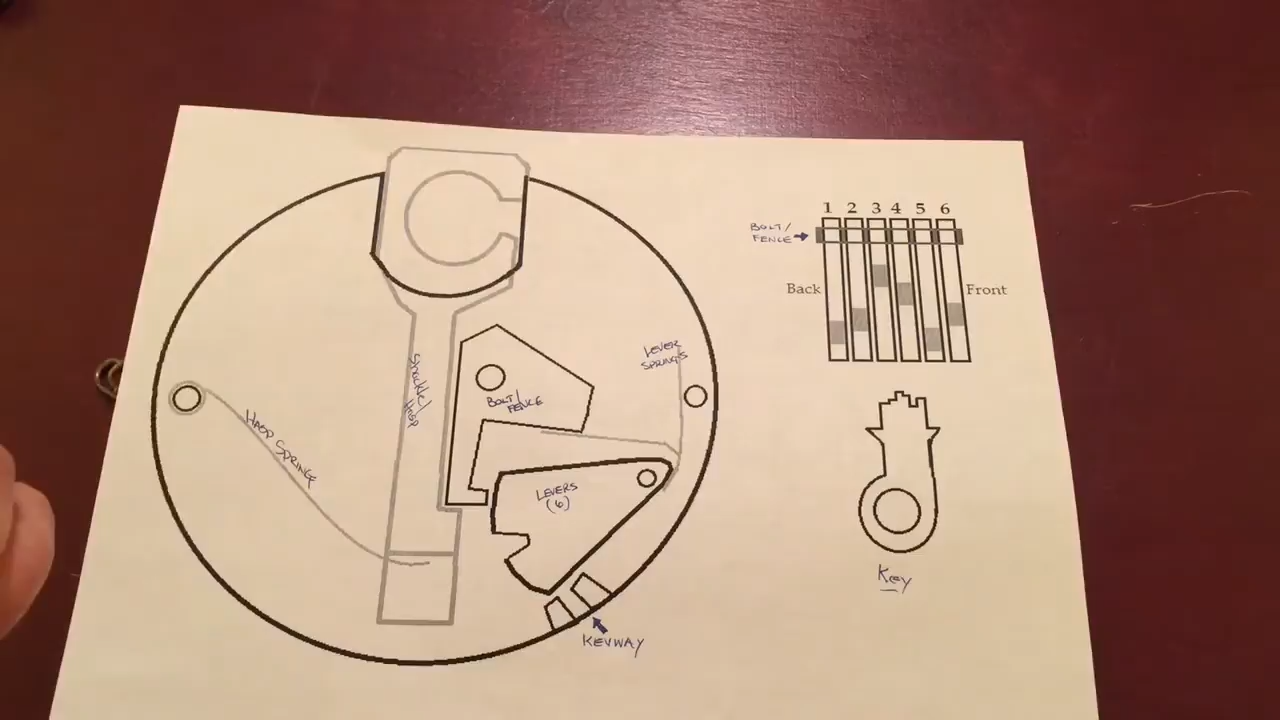 1 2 3 4 5 6
BOLT/
FENCE
Back
Front
LEVER
SPRINGS
Shackle/
HASP
BOLT/
FENCE
HASP SPRING
LEVERS
(6)
Key
KEYWAY